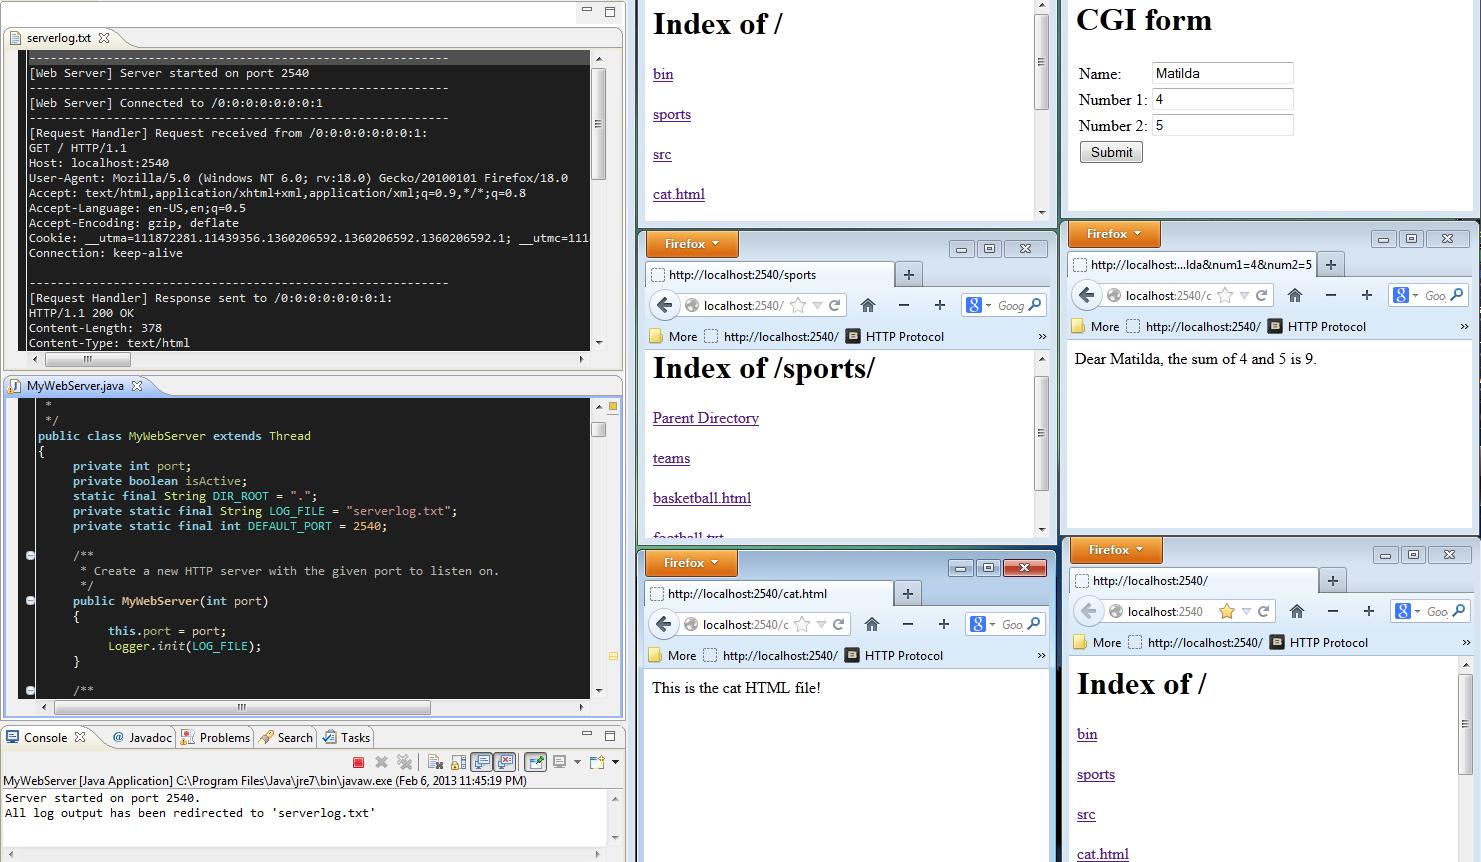 serverlog.txt
------------------------------------------------------------
[Web Server] Server started on port 2540
------------------------------------------------------------
[Web Server] Connected to /0:0:0:0:0:0:0:1
------------------------------------------------------------
[Request Handler] Request received from /0:0:0:0:0:0:0:1:
GET / HTTP/1.1
Host: localhost:2540
User-Agent: Mozilla/5.0 (Windows NT 6.0; rv:18.0) Gecko/20100101 Firefox/18.0
Accept: text/html,application/xhtml+xml,application/xml;q=0.9,*/*;q=0.8
Accept-Language: en-US,en;q=0.5
Accept-Encoding: gzip, deflate
Cookie: __utma=111872281.11439356.1360206592.1360206592.1360206592.1; __utmc=111
Connection: keep-alive
------------------------------------------------------------
[Request Handler] Response sent to /0:0:0:0:0:0:0:1:
HTTP/1.1 200 OK
Content-Length: 378
Content-Type: text/html
MyWebServer.java
*
*/
public class MyWebServer extends Thread
{
private int port;
private boolean isActive;
static final String DIR_ROOT = ".";
private static final String LOG_FILE = "serverlog.txt";
private static final int DEFAULT_PORT = 2540;
/**
* Create a new HTTP server with the given port to listen on.
*/
public MyWebServer(int port)
{
this.port = port;
Logger.init(LOG_FILE);
}
/**
Console @ Javadoc Problems Search Tasks
MyWebServer [Java Application] C:\Program Files\Java\jre7\bin\javaw.exe (Feb 6, 2013 11:45:19 PM)
Server started on port 2540.
All log output has been redirected to 'serverlog.txt'
Index of /
bin
sports
src
cat.html
Firefox
http://localhost:2540/sports
localhost:2540/ Goog
More http://localhost:2540/ HTTP Protocol »
Index of /sports/
Parent Directory
teams
basketball.html
football.txt
Firefox
http://localhost:2540/cat.html
localhost:2540/c Goo
More http://localhost:2540/ HTTP Protocol »
This is the cat HTML file!
CGI form
Name: Matilda
Number 1: 4
Number 2: 5
Submit
Firefox
http://localhost:...lda&num1=4&num2=5
localhost:2540/c Goo
More http://localhost:2540/ HTTP Protocol »
Dear Matilda, the sum of 4 and 5 is 9.
Firefox
http://localhost:2540/
localhost:2540 Goo
More http://localhost:2540/ HTTP Protocol »
Index of /
bin
sports
src
cat.html